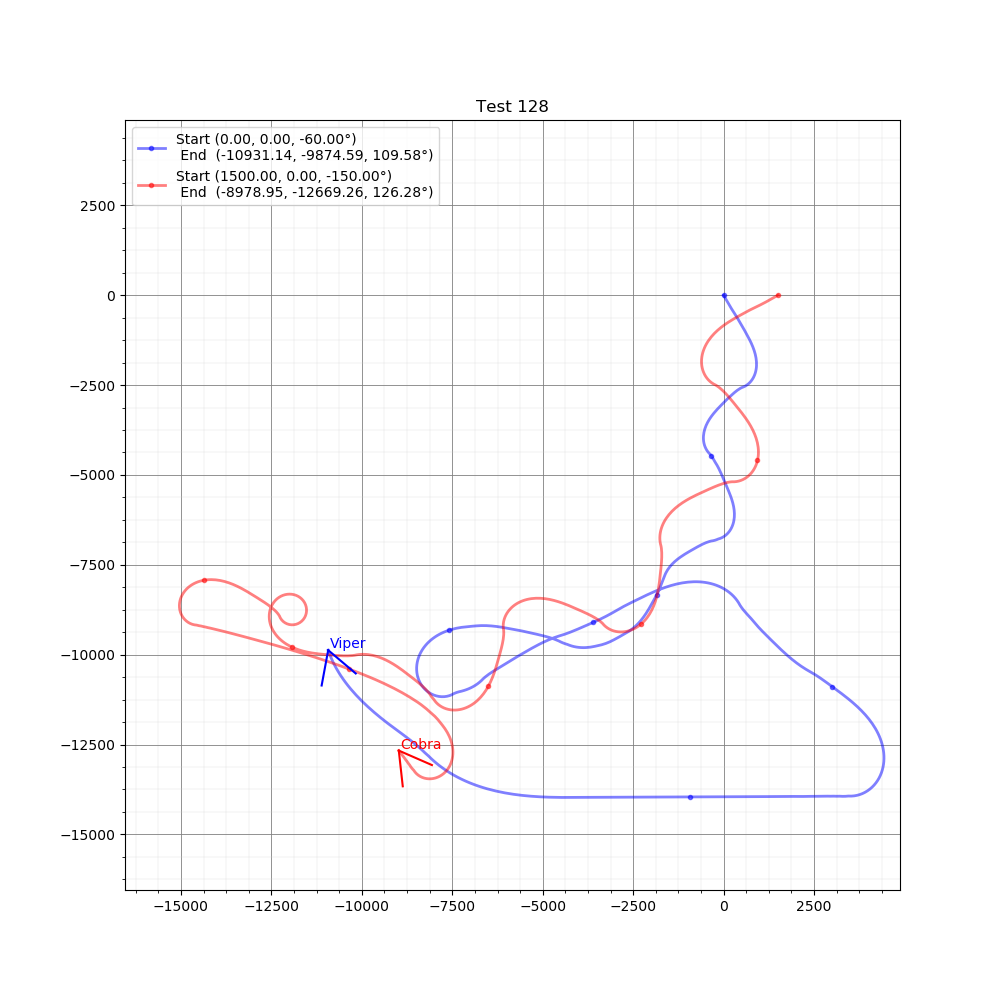 Test 128
Start (0.00, 0.00, -60.00°)
End  (-10931.14, -9874.59, 109.58°)
Start (1500.00, 0.00, -150.00°)
End  (-8978.95, -12669.26, 126.28°)
2500
0
−2500
−5000
−7500
−10000
−12500
−15000
Viper
Cobra
−15000 −12500 −10000 −7500 −5000 −2500 0 2500